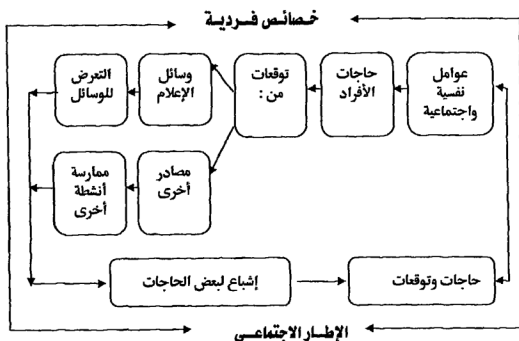 خصائص فردية
عوامل
نفسية
واجتماعية
حاجات
الأفراد
توقعات
من :
وسائل
الإعلام
التعرض
للوسائل
مصادر
أخرى
ممارسة
أنشطة
أخرى
إشباع لبعض الحاجات
حاجات وتوقعات
الإطار الاجتماعى